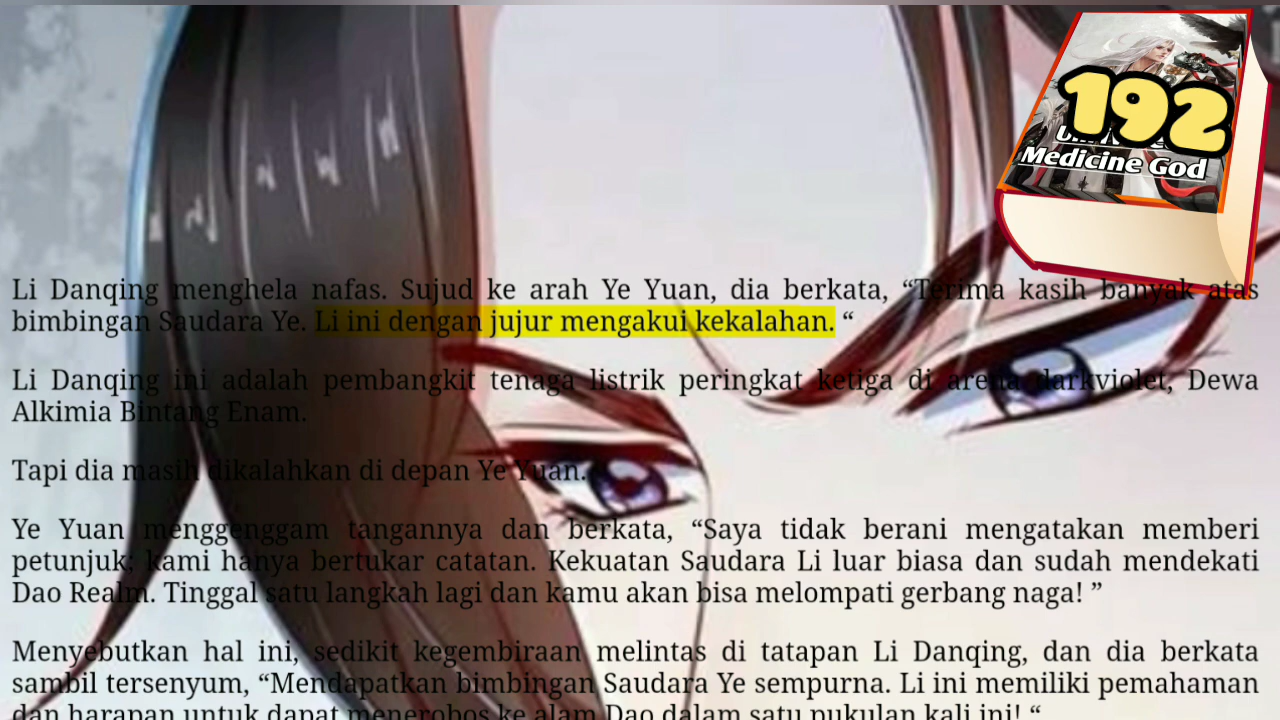 192
Medicine God
Li Danqing menghela nafas. Sujud ke arah Ye Yuan, dia berkata, “Terima kasih banyak atas
bimbingan Saudara Ye. Li ini dengan jujur mengakui kekalahan. “
Li Danqing ini adalah pembangkit tenaga listrik peringkat ketiga di arena darkviolet, Dewa
Alkimia Bintang Enam.
Tapi dia masih dikalahkan di depan Ye Yuan.
Ye Yuan menggenggam tangannya dan berkata, “Saya tidak berani mengatakan memberi
petunjuk; kami hanya bertukar catatan. Kekuatan Saudara Li luar biasa dan sudah mendekati
Dao Realm. Tinggal satu langkah lagi dan kamu akan bisa melompati gerbang naga! ”
Menyebutkan hal ini, sedikit kegembiraan melintas di tatapan Li Danqing, dan dia berkata
sambil tersenyum, “Mendapatkan bimbingan Saudara Ye sempurna. Li ini memiliki pemahaman
dan harapan untuk dapat menerobos ke alam Dao dalam satu pukulan kali ini! “